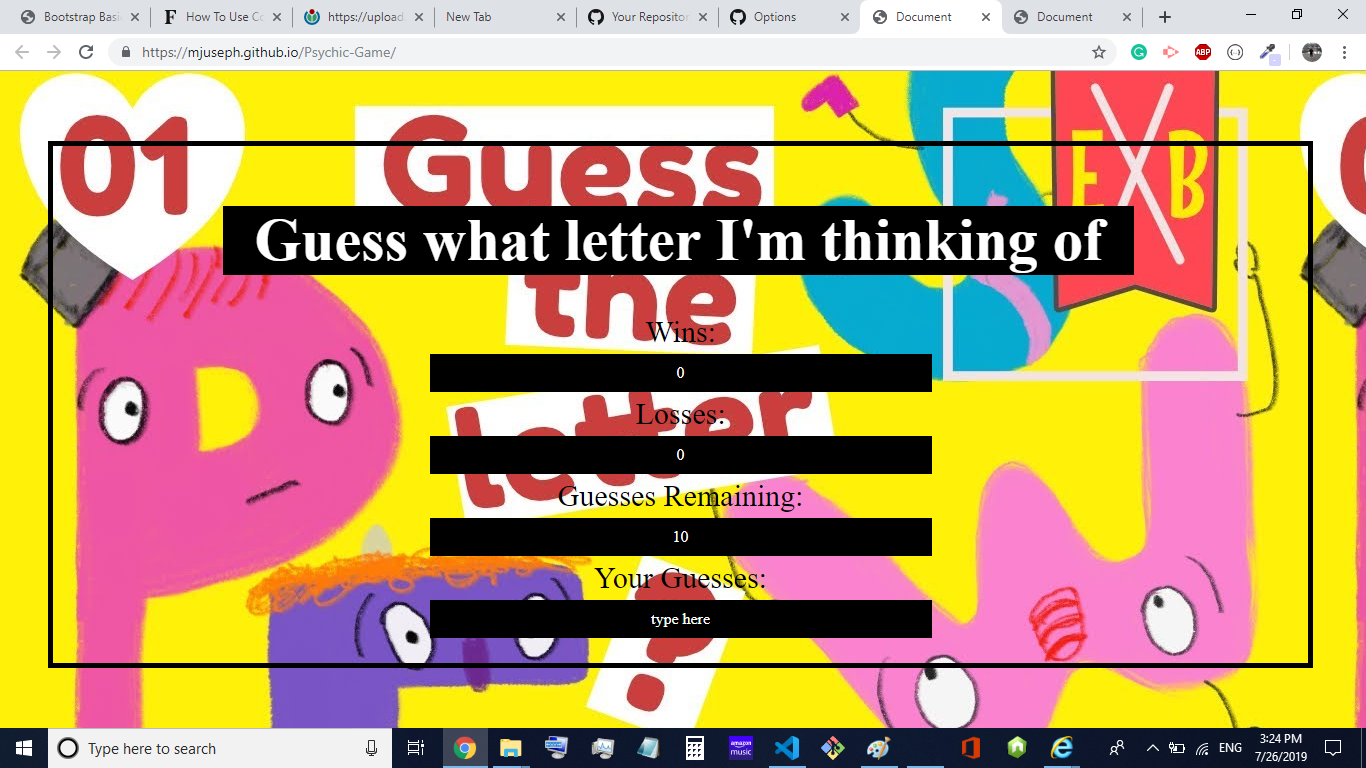 Bootstrap Basi
How To Use Co
https://upload.
New Tab
Your Repositor
Options
Document
Document
https://mjuseph.github.io/Psychic-Game/
ABP
01
Guess
E B
Guess what letter I'm thinking of
the
Wins:
0
letter
Losses:
0
Guesses Remaining:
10
Your Guesses:
type here
?
Type here to search
amazon music
ENG
3:24 PM
7/26/2019